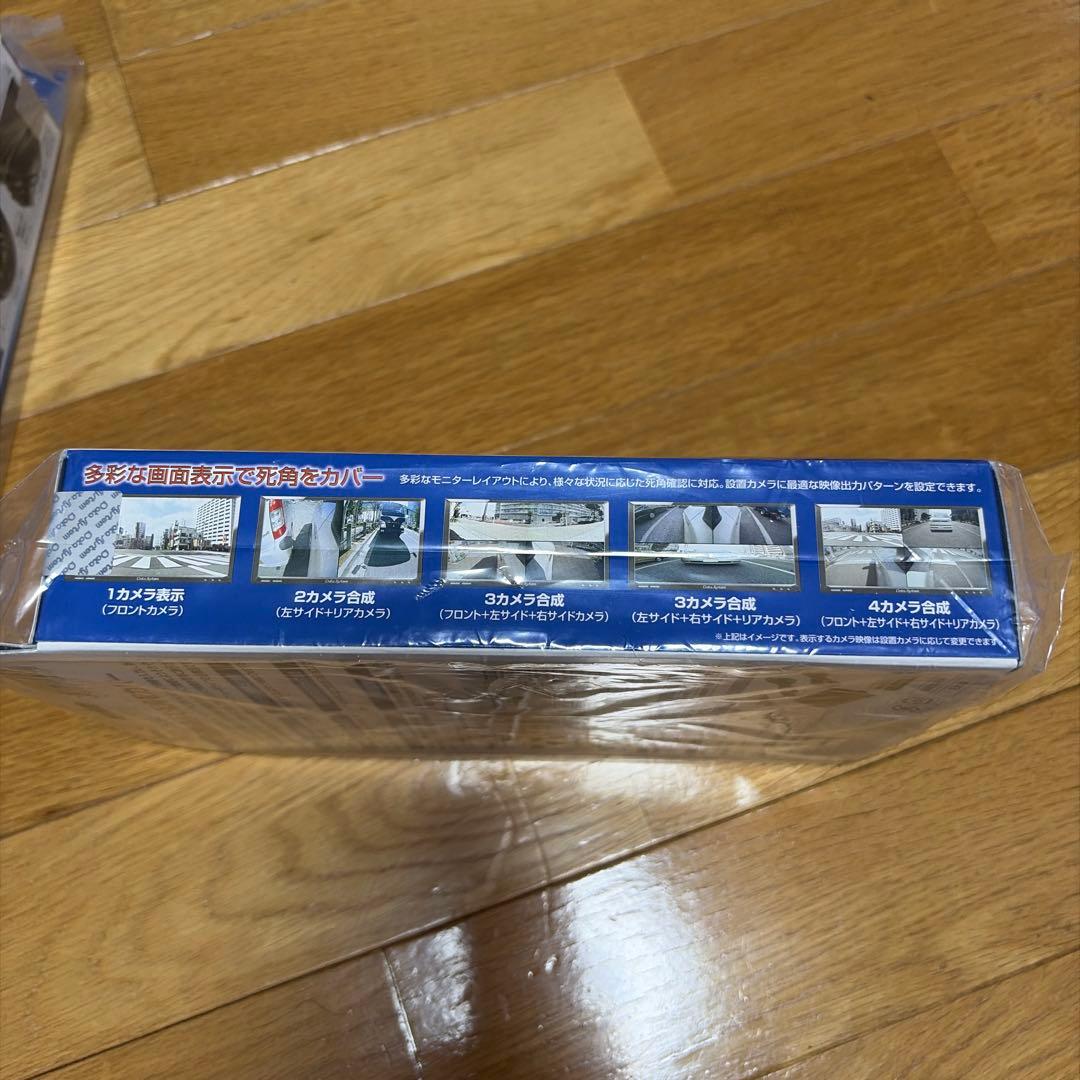 多彩な画面表示で死角をカバー
多彩なモニターレイアウトにより、様々な状況に応じた死角確認に対応。設置カメラに最適な映像出力パターンを設定できます。
1カメラ表示
(フロントカメラ)
2カメラ合成
(左サイド+リアカメラ)
3カメラ合成
(フロント+左サイド+右サイドカメラ)
3カメラ合成
(左サイド+右サイド+リアカメラ)
4カメラ合成
(フロント+左サイド+右サイド+リアカメラ)
※上記はイメージです。表示するカメラ映像は設置カメラに応じて変更できます